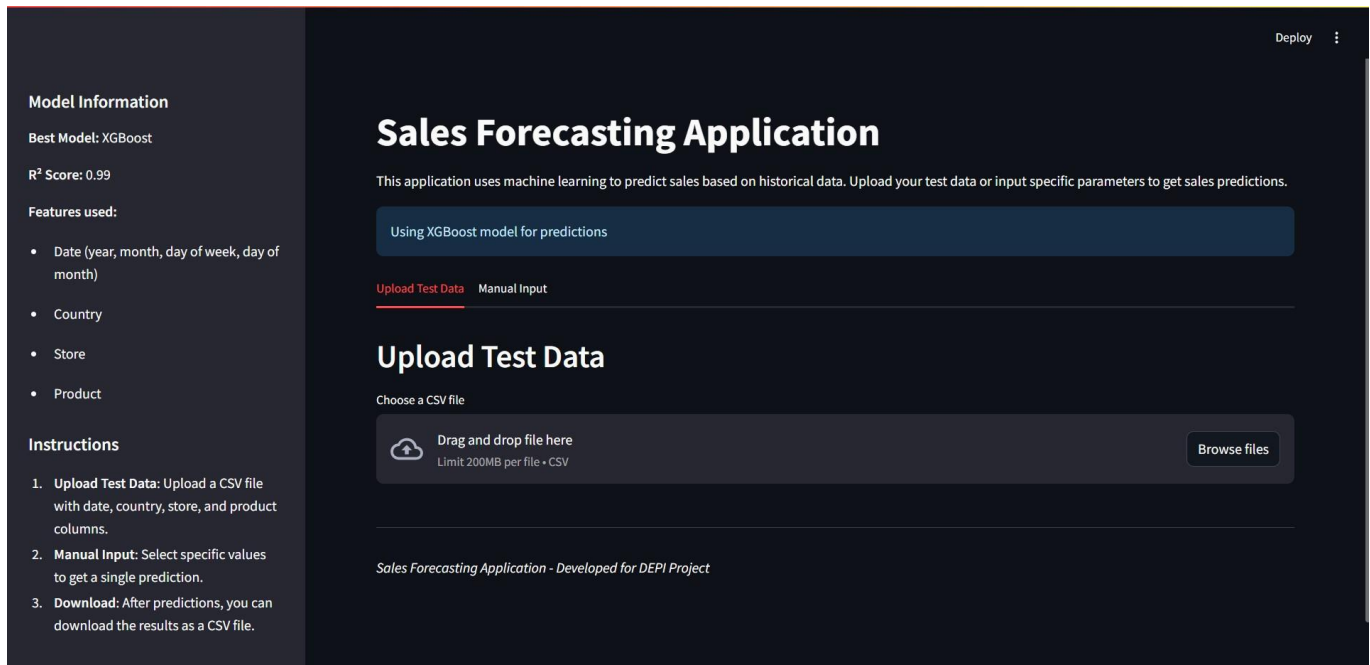 Deploy
Model Information
Best Model: XGBoost
R² Score: 0.99
Features used:
• Date (year, month, day of week, day of
month)
• Country
• Store
• Product
Instructions
1. Upload Test Data: Upload a CSV file
with date, country, store, and product
columns.
2. Manual Input: Select specific values
to get a single prediction.
3. Download: After predictions, you can
download the results as a CSV file.
Sales Forecasting Application
This application uses machine learning to predict sales based on historical data. Upload your test data or input specific parameters to get sales predictions.
Using XGBoost model for predictions
Upload Test Data Manual Input
Upload Test Data
Choose a CSV file
Drag and drop file here
Limit 200MB per file • CSV
Browse files
Sales Forecasting Application - Developed for DEPI Project